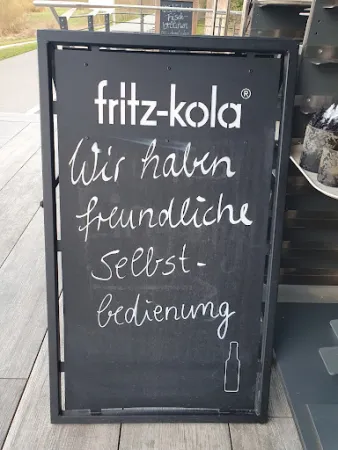 fritz-kola®
Wir haben
freundliche
Selbst-
bedienung